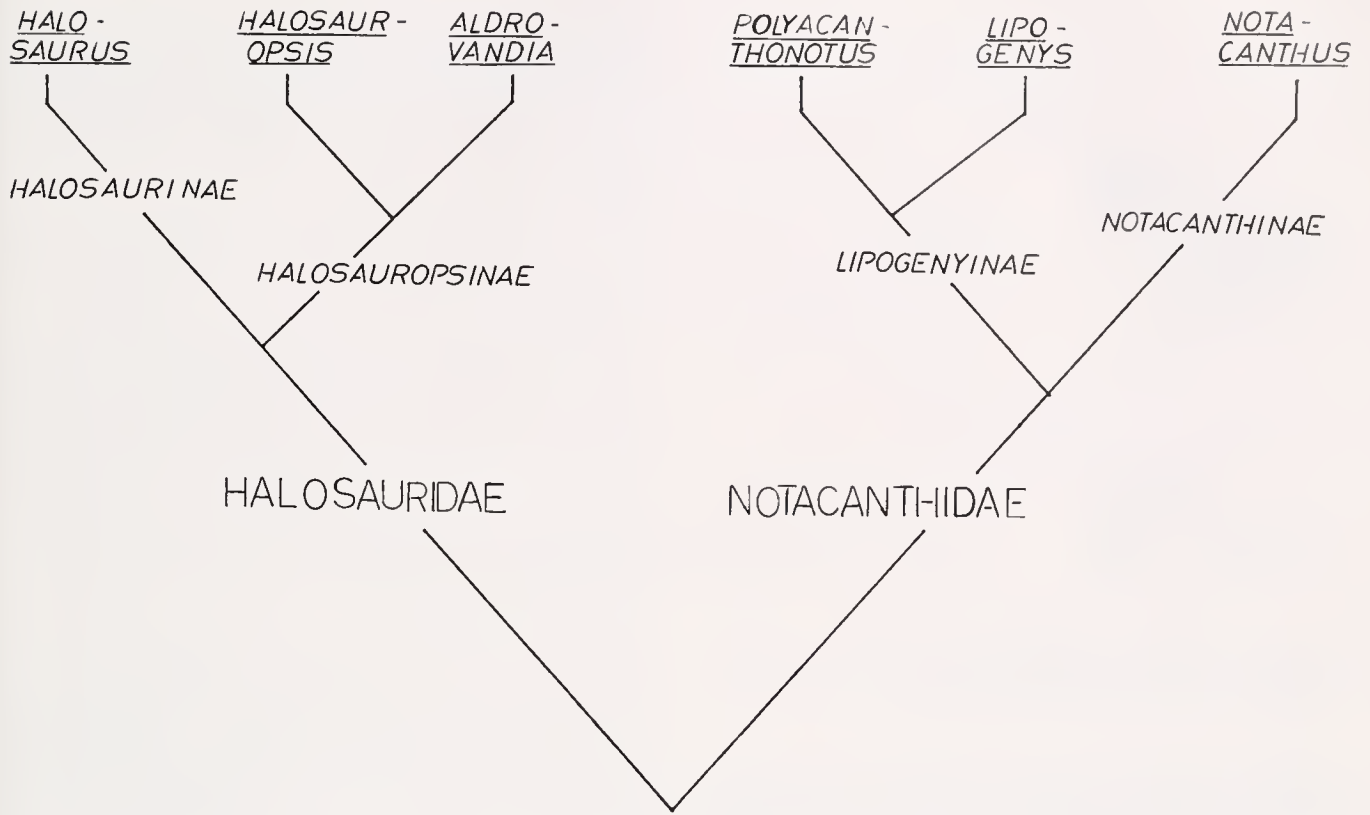 HALO-
SAURUS
HALOSAUR-
OPSIS
ALDRO-
VANDIA
POLYACAN-
THONOTUS
LIPO-
GENYS
NOTA-
CANTHUS
HALOSAURINAE
HALOSAUROPSINAE
LIPOGENYINAE
NOTACANTHINAE
HALOSAURIDAE
NOTACANTHIDAE